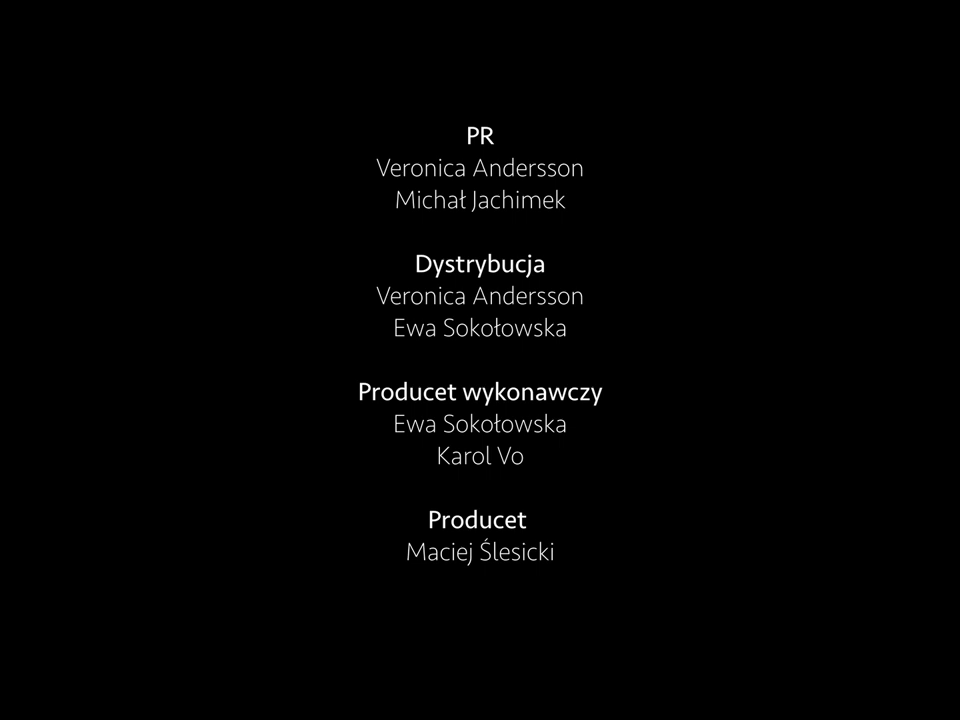 PR
Veronica Andersson
Michał Jachimek
Dystrybucja
Veronica Andersson
Ewa Sokołowska
Producet wykonawczy
Ewa Sokołowska
Karol Vo
Producet
Maciej Ślesicki